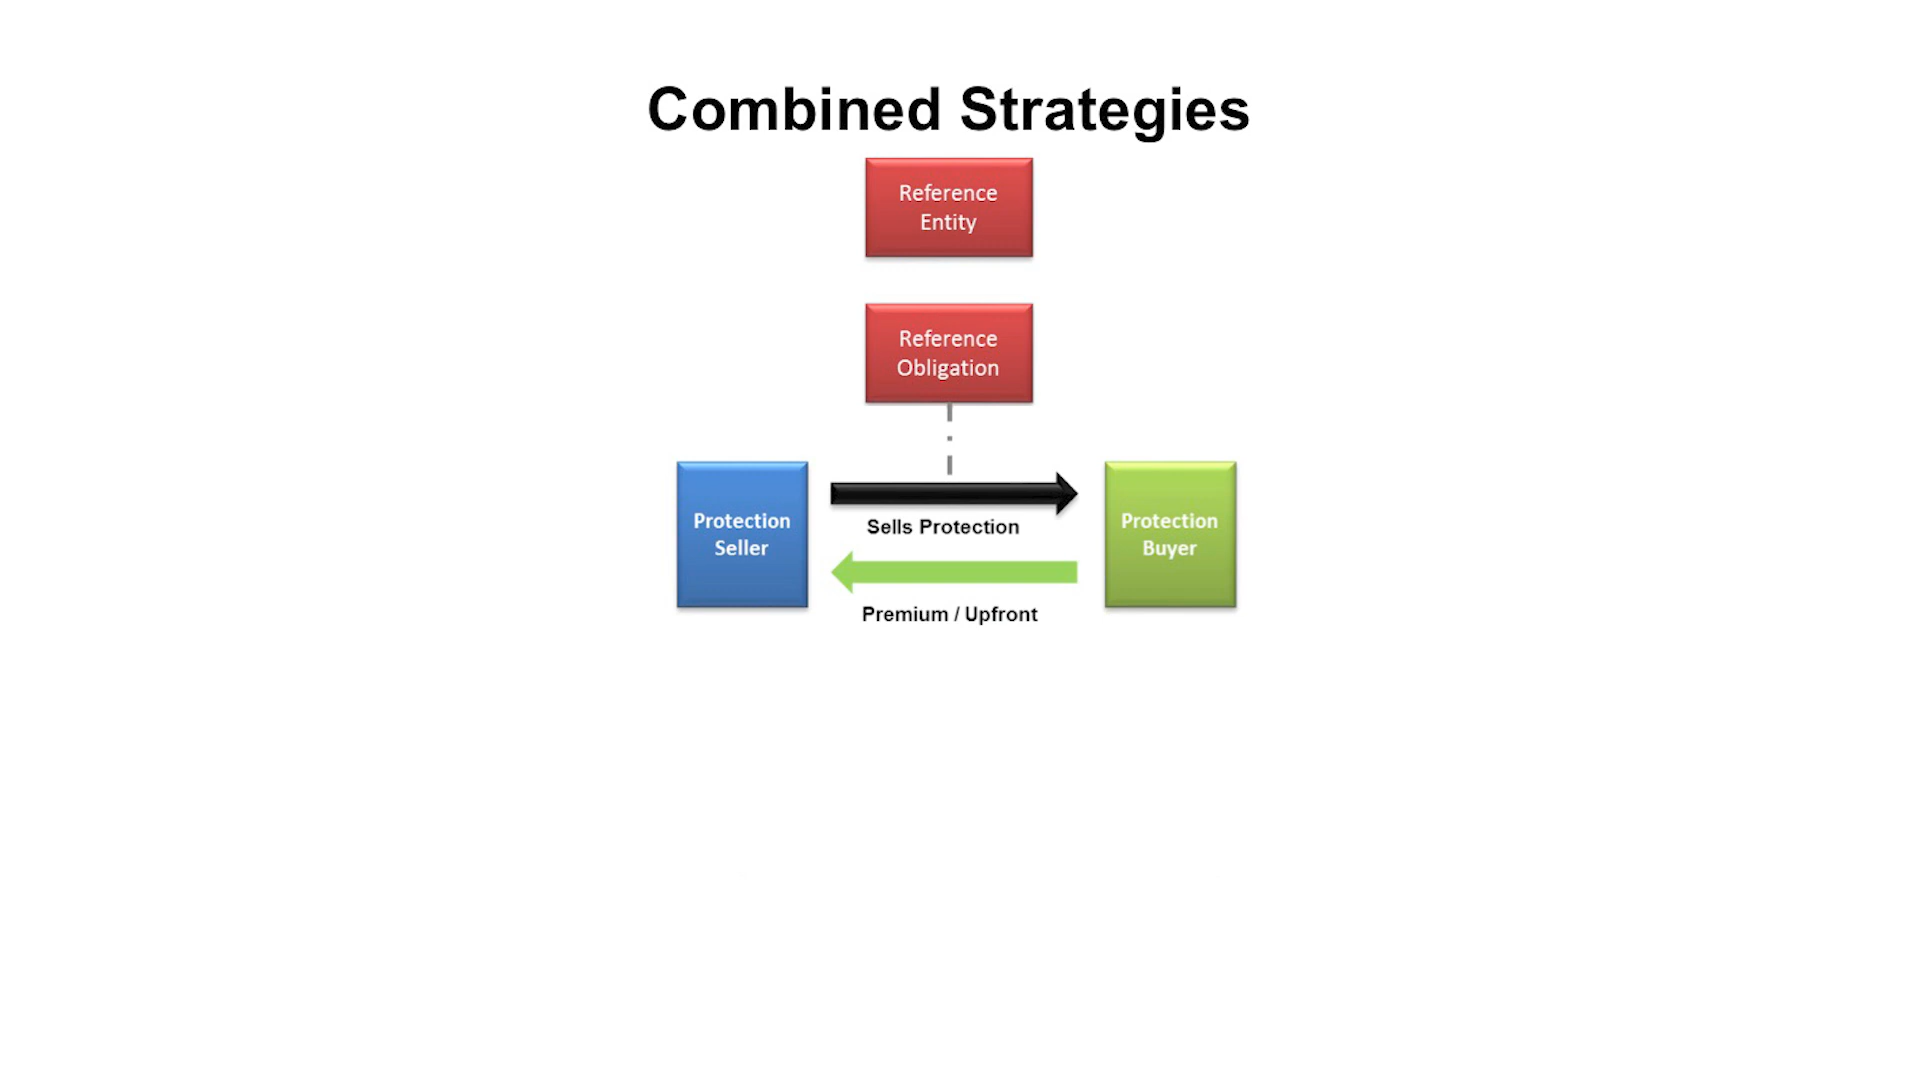 Combined Strategies
Reference
Entity
Reference
Obligation
Protection
Seller
Sells Protection
Premium / Upfront
Protection
Buyer